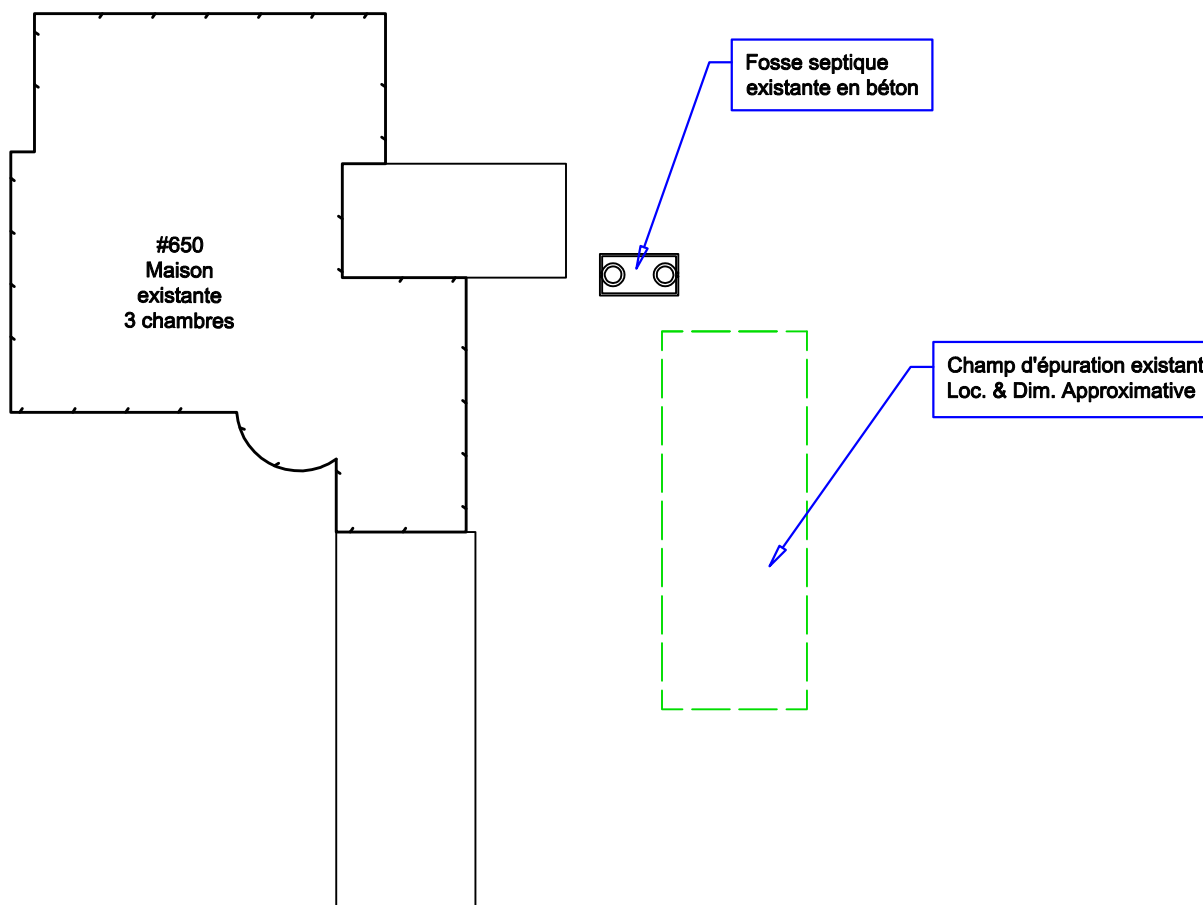 Fosse septique
existante en béton
#650
Maison
existante
3 chambres
Champ d'épuration existant
Loc. & Dim. Approximative